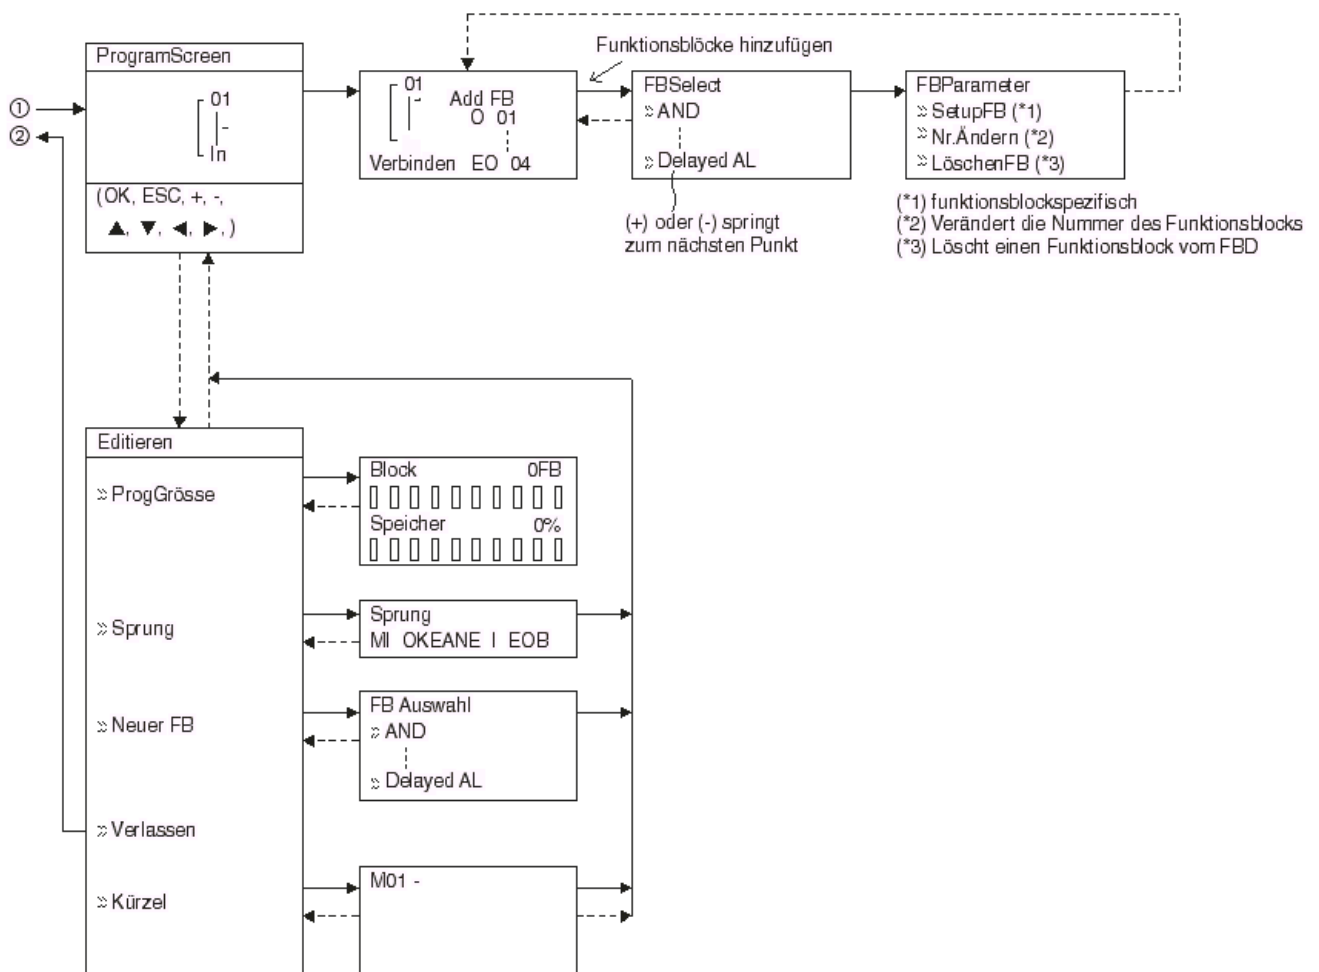 Funktionsblöcke hinzufügen
ProgramScreen
01
In
(OK, ESC, +, -,
▲, ▼, ◄, ►, )
①
②
01
Add FB
O 01
Verbinden EO 04
FBSelect
» AND
» Delayed AL
(+) oder (-) springt
zum nächsten Punkt
FBParameter
» SetupFB (*1)
» Nr.Ändern (*2)
» LöschenFB (*3)
(*1) funktionsblockspezifisch
(*2) Verändert die Nummer des Funktionsblocks
(*3) Löscht einen Funktionsblock vom FBD
Editieren
» ProgGrösse
Block 0FB
Speicher 0%
» Sprung
Sprung
MI OKEANE I EOB
» Neuer FB
FB Auswahl
» AND
» Delayed AL
» Verlassen
» Kürzel
M01 -